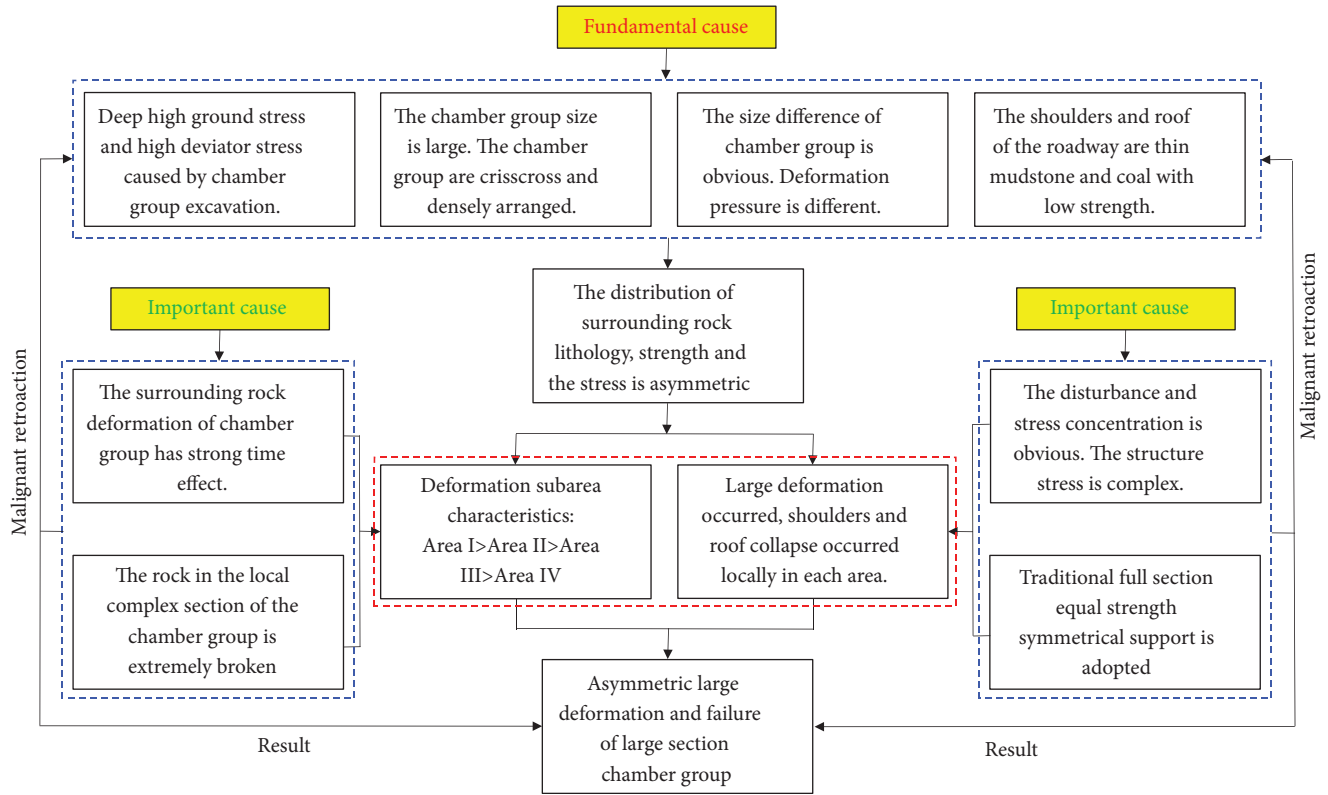 Fundamental cause
Deep high ground stress
and high deviator stress
caused by chamber
group excavation.
The chamber group size
is large. The chamber
group are crisscross and
densely arranged.
The size difference of
chamber group is
obvious. Deformation
pressure is different.
The shoulders and roof
of the roadway are thin
mudstone and coal with
low strength.
The distribution of
surrounding rock
lithology, strength and
the stress is asymmetric
Important cause
The surrounding rock
deformation of chamber
group has strong time
effect.
The rock in the local
complex section of the
chamber group is
extremely broken
Malignant retroaction
Deformation subarea
characteristics:
Area I>Area II>Area
III>Area IV
Large deformation
occurred, shoulders and
roof collapse occurred
locally in each area.
Important cause
The disturbance and
stress concentration is
obvious. The structure
stress is complex.
Traditional full section
equal strength
symmetrical support is
adopted
Malignant retroaction
Asymmetric large
deformation and failure
of large section
chamber group
Result
Result